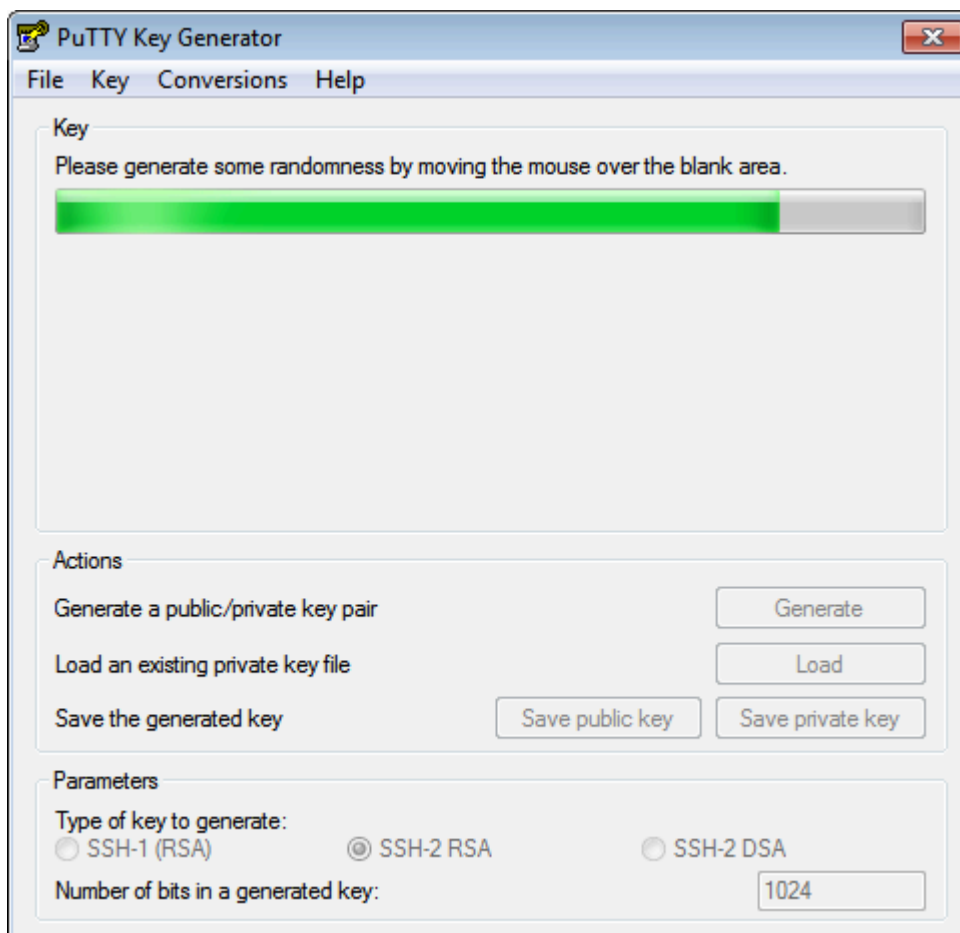 PuTTY Key Generator
File Key Conversions Help
Key
Please generate some randomness by moving the mouse over the blank area.
Actions
Generate a public/private key pair Generate
Load an existing private key file Load
Save the generated key Save public key Save private key
Parameters
Type of key to generate:
SSH-1 (RSA) SSH-2 RSA SSH-2 DSA
Number of bits in a generated key: 1024